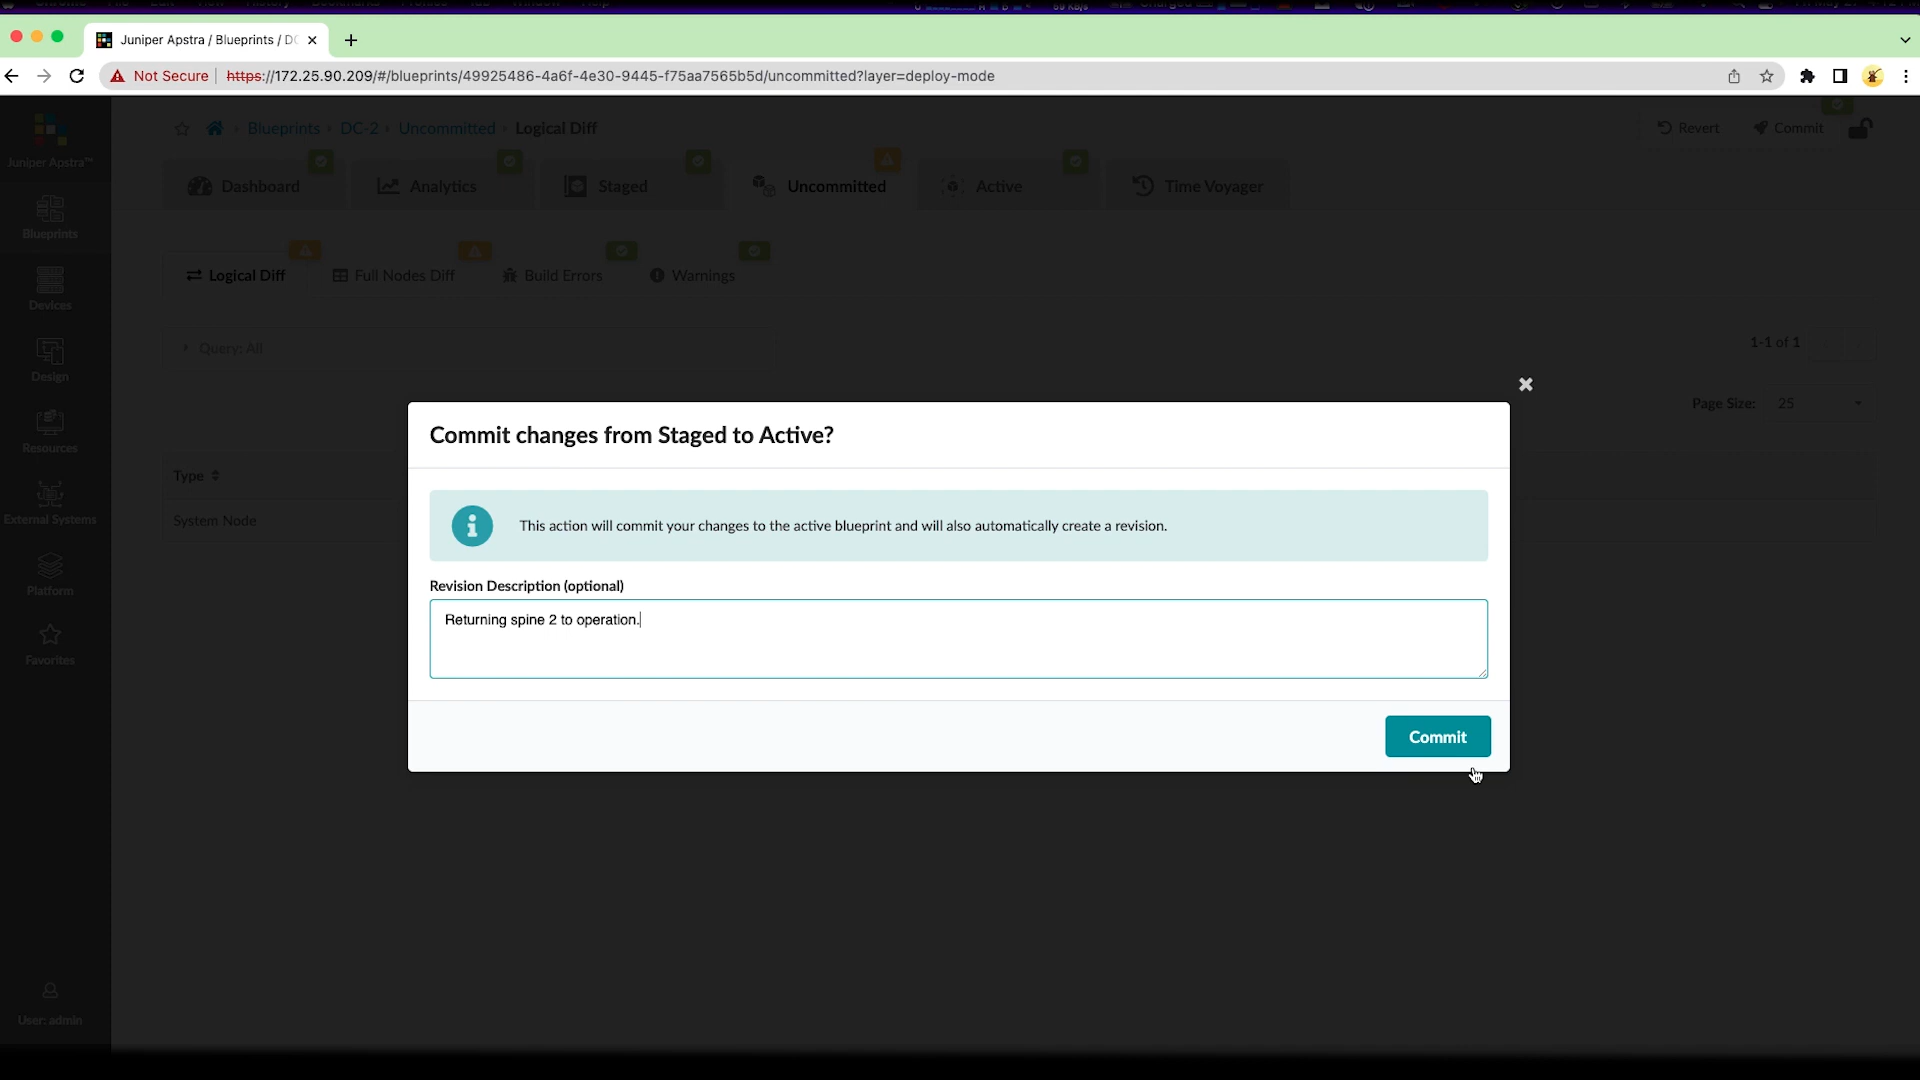 Juniper Apstra / Blueprints / DC
Not Secure
https://172.25.90.209/#/blueprints/49925486-4a6f-4e30-9445-f75aa7565b5d/uncommitted?layer=deploy-mode
Juniper Apstra™
Blueprints
Devices
Design
Resources
External Systems
Platform
Favorites
User: admin
Blueprints DC-2 Uncommitted Logical Diff
Revert Commit
Dashboard Analytics Staged Uncommitted Active Time Voyager
Logical Diff Full Nodes Diff Build Errors Warnings
Query: All
1-1 of 1
Page Size: 25
Type
System Node
Commit changes from Staged to Active?
This action will commit your changes to the active blueprint and will also automatically create a revision.
Revision Description (optional)
Returning spine 2 to operation.
Commit